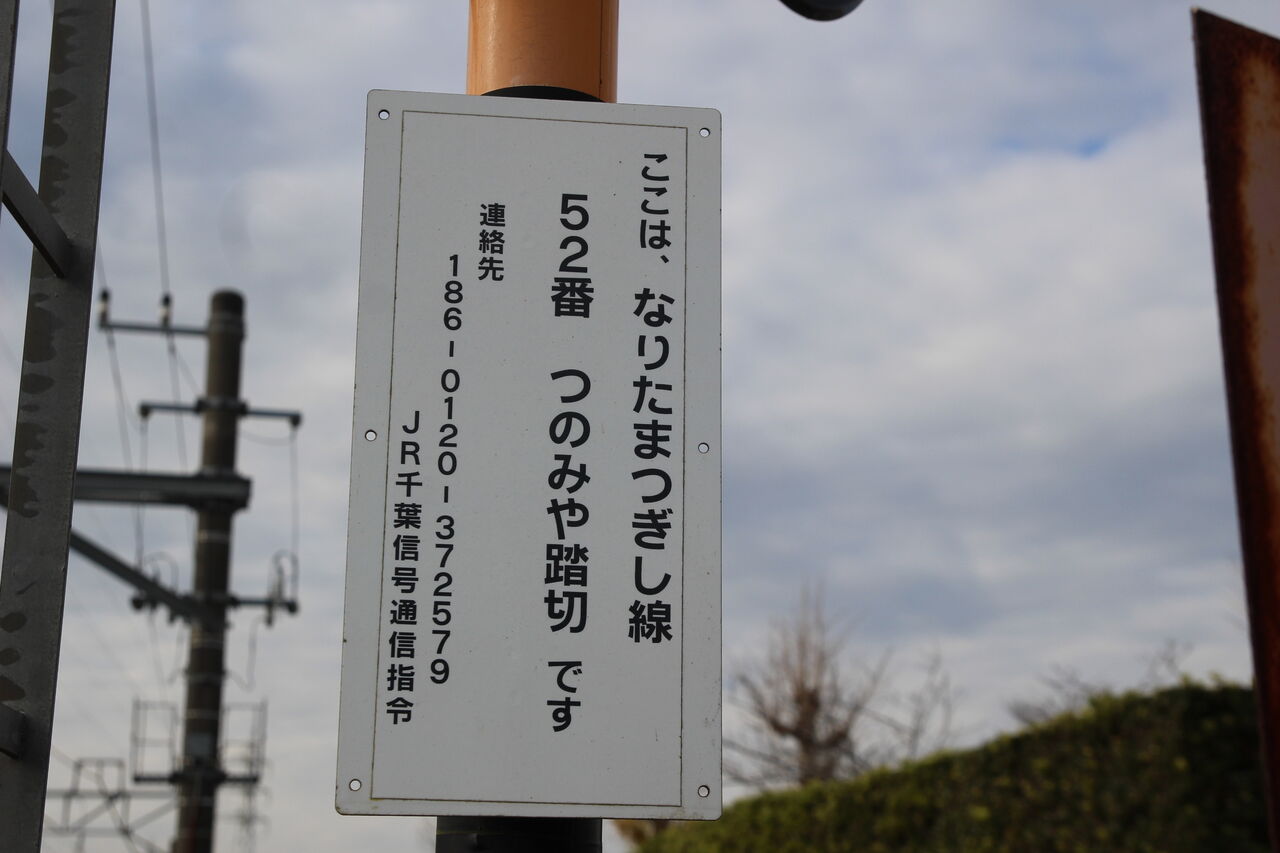 ここは、なりたまつぎし線
52番　つのみや踏切 です
連絡先
186-0120-372579
JR千葉信号通信指令